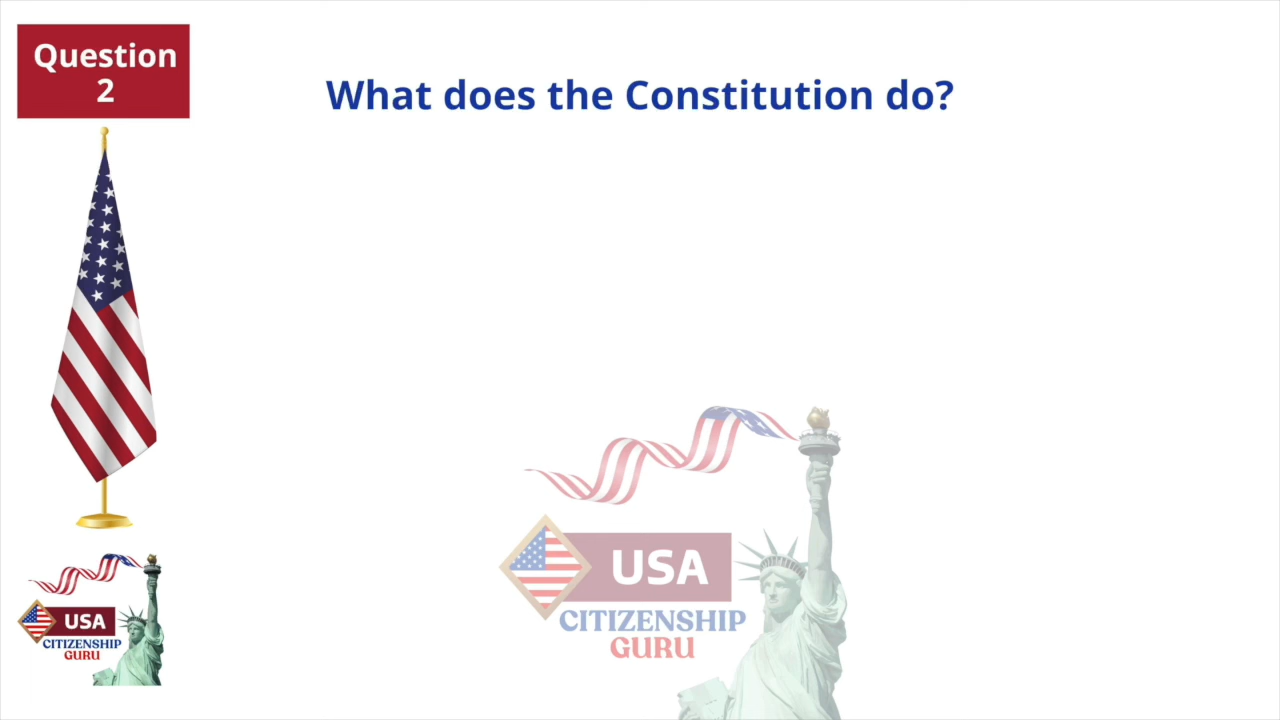 Question
2
What does the Constitution do?
USA
CITIZENSHIP
GURU
USA
CITIZENSHIP
GURU